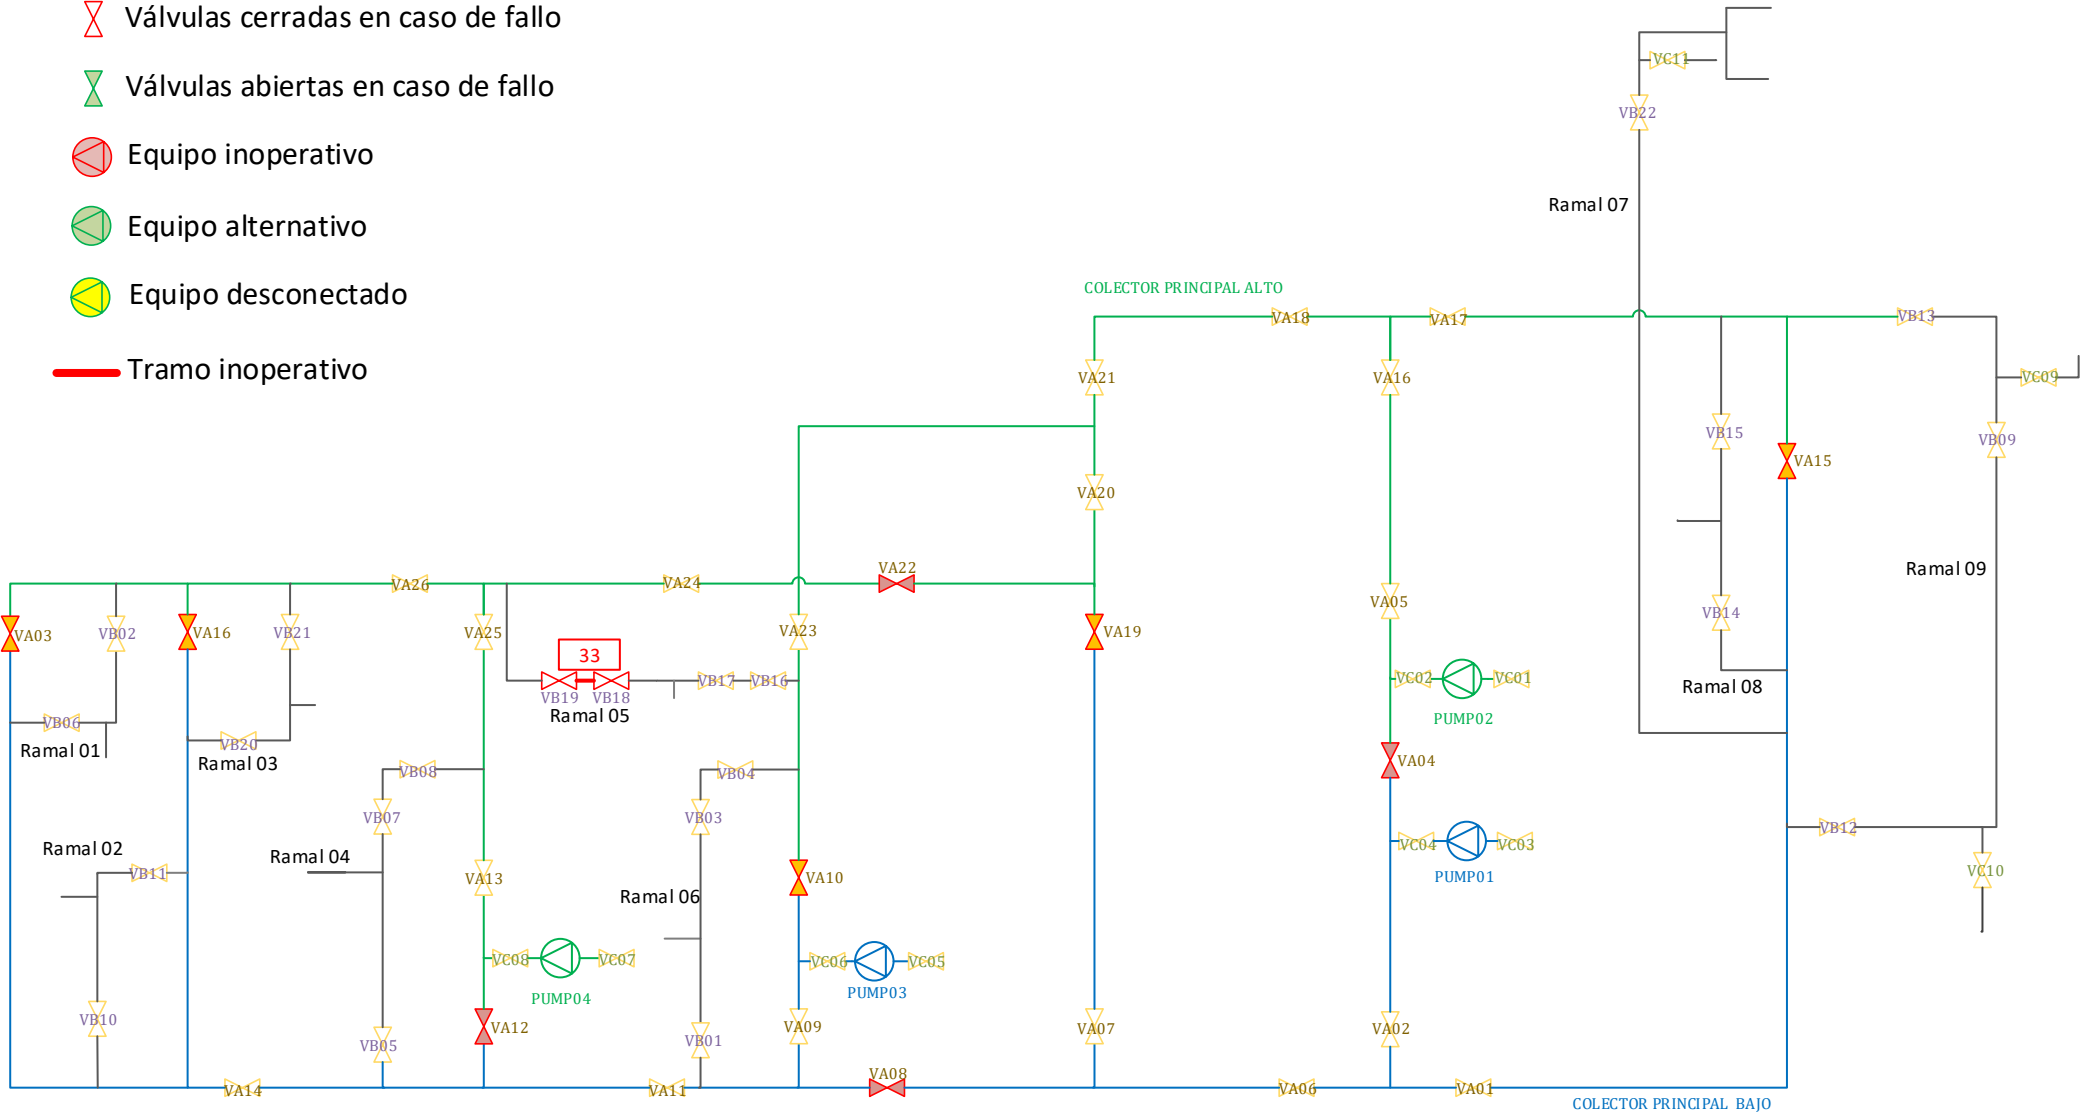 Válvulas cerradas en caso de fallo
Válvulas abiertas en caso de fallo
Equipo inoperativo
Equipo alternativo
Equipo desconectado
Tramo inoperativo
VC11
VB22
Ramal 07
COLECTOR PRINCIPAL ALTO
VA18
VA17
VB13
VA21
VA16
VC09
VB15
VB09
VA15
VA20
VA22
VA26
VA24
Ramal 09
VA05
VB14
VA03
VB02
VA16
VB21
VA25
VA23
VA19
33
VB19
VB18
VB17
VB16
VC02
VC01
Ramal 08
Ramal 05
PUMP02
VB06
Ramal 01
VB20
Ramal 03
VA04
VB08
VB04
VB07
VB03
VB12
Ramal 02
Ramal 04
VC04
VC03
VB11
VC10
PUMP01
VA13
VA10
Ramal 06
VC08
VC07
VC06
VC05
PUMP04
PUMP03
VB10
VA12
VA09
VA07
VA02
VB05
VB01
VA08
VA14
VA11
VA06
VA01
COLECTOR PRINCIPAL BAJO